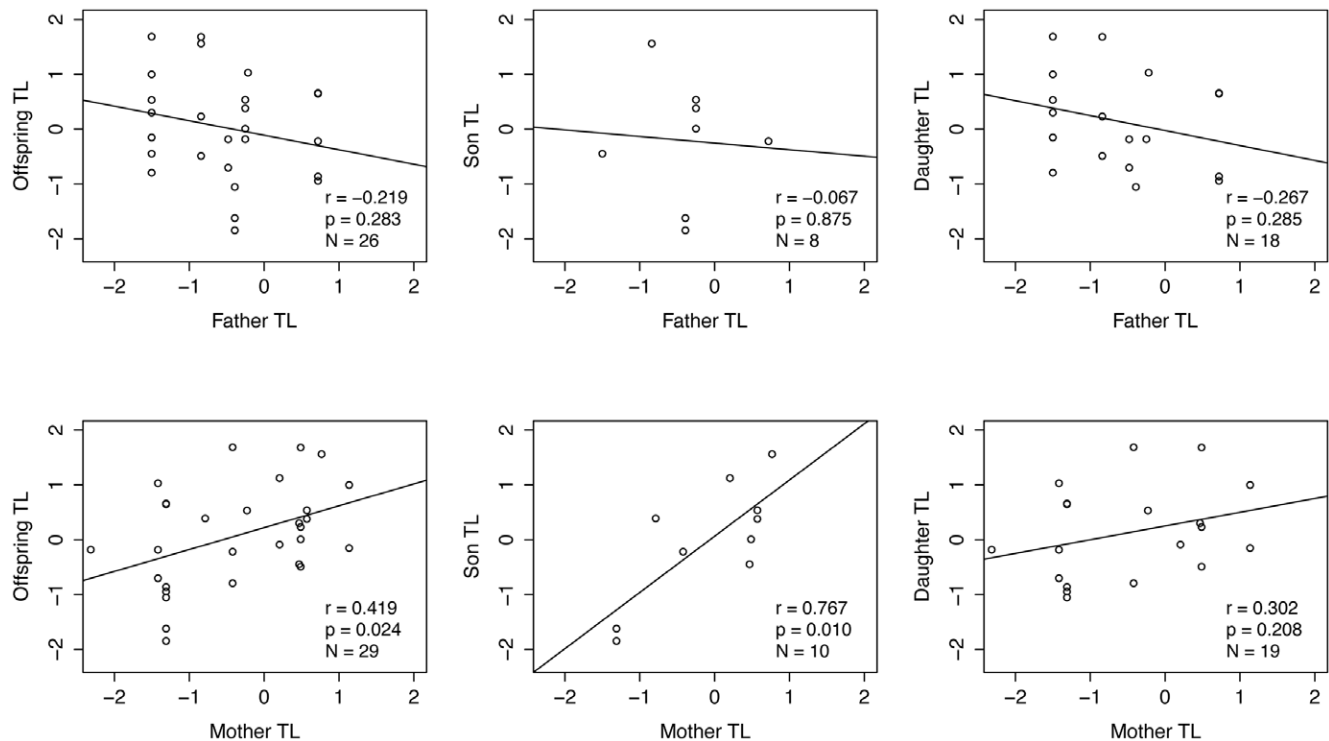 Offspring TL
2
1
0
−1
−2
r = −0.219
p = 0.283
N = 26
−2 −1 0 1 2
Father TL
Son TL
2
1
0
−1
−2
r = −0.067
p = 0.875
N = 8
−2 −1 0 1 2
Father TL
Daughter TL
2
1
0
−1
−2
r = −0.267
p = 0.285
N = 18
−2 −1 0 1 2
Father TL
Offspring TL
2
1
0
−1
−2
r = 0.419
p = 0.024
N = 29
−2 −1 0 1 2
Mother TL
Son TL
2
1
0
−1
−2
r = 0.767
p = 0.010
N = 10
−2 −1 0 1 2
Mother TL
Daughter TL
2
1
0
−1
−2
r = 0.302
p = 0.208
N = 19
−2 −1 0 1 2
Mother TL